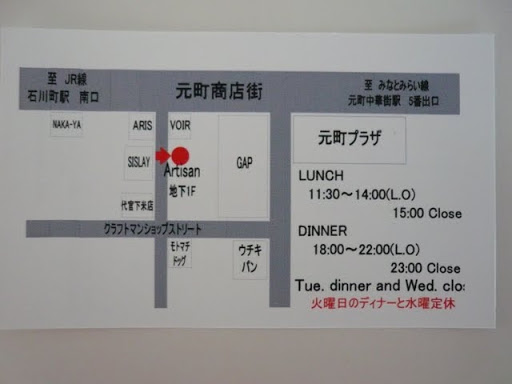 至 JR線
石川町駅 南口
元町商店街
至 みなとみらい線
元町中華街駅 5番出口
NAKA-YA
ARIS
VOIR
SISLAY
Artisan
地下1F
GAP
元町プラザ
代官下米店
クラフトマンシップストリート
モトマチ
ドッグ
ウチキ
パン
LUNCH
11:30～14:00(L.O)
15:00 Close
DINNER
18:00～22:00(L.O)
23:00 Close
Tue. dinner and Wed. clo
火曜日のディナーと水曜定休